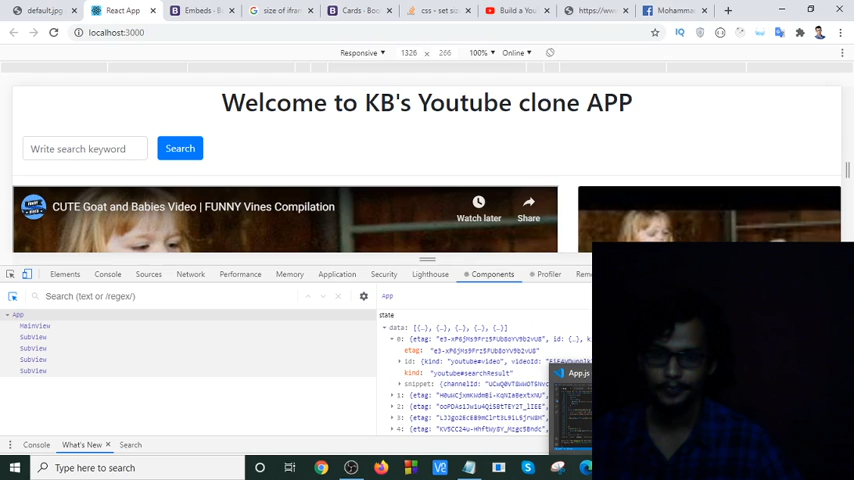 default.jpg
React App
Embeds - B
size of ifran
Cards - Boo
css - set siz
Build a You
https://ww
Mohammad
localhost:3000
Responsive 1326 × 266 100% Online
Welcome to KB's Youtube clone APP
Write search keyword
Search
CUTE Goat and Babies Video | FUNNY Vines Compilation
Watch later
Share
Elements Console Sources Network Performance Memory Application Security Lighthouse Components Profiler
Search (text or /regex/)
App
App
MainView
SubView
SubView
SubView
SubView
state
data: [{…}, {…}, {…}, {…}, {…}]
kind: "youtube#searchResult"
App.js
Console What's New Search
Type here to search